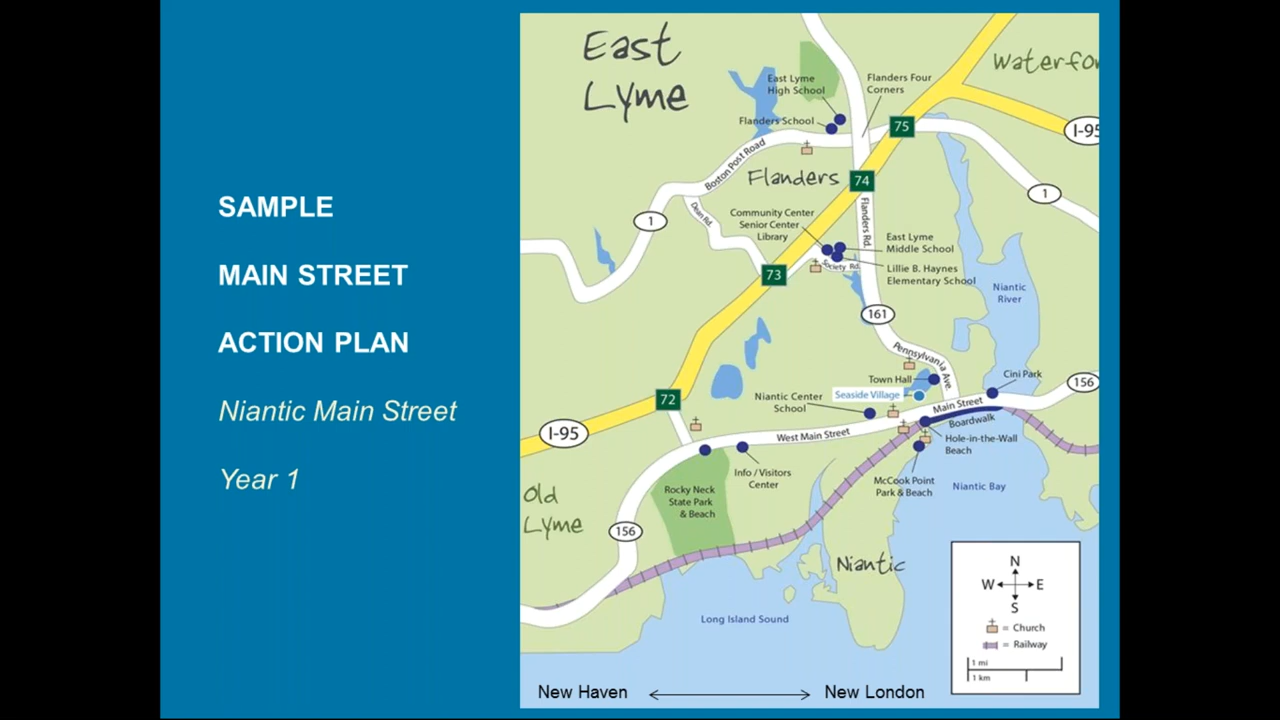 SAMPLE
MAIN STREET
ACTION PLAN
Niantic Main Street
Year 1
East
Lyme
Waterfor
East Lyme
High School
Flanders Four
Corners
Flanders School
75
I-95
Boston Post Road
Flanders
74
1
Dean Rd.
Flanders Rd.
1
Community Center
Senior Center
Library
East Lyme
Middle School
Society Rd.
Lillie B. Haynes
Elementary School
73
Niantic
River
161
Pennsylvania Ave.
Town Hall
Cini Park
156
Seaside Village
Niantic Center
School
72
Main Street
Boardwalk
I-95
West Main Street
Hole-in-the-Wall
Beach
Info / Visitors
Center
McCook Point
Park & Beach
Niantic Bay
Rocky Neck
State Park
& Beach
Old
Lyme
156
Niantic
Long Island Sound
N
W
E
S
= Church
= Railway
1 mi
1 km
New Haven
New London